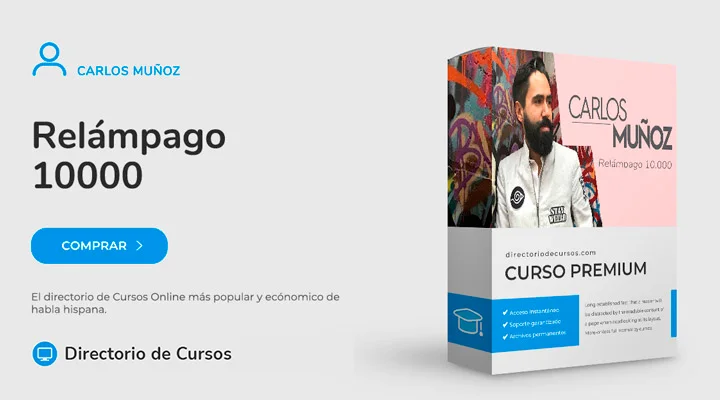 CARLOS MUÑOZ
Relámpago
10000
COMPRAR
El directorio de Cursos Online más popular y ecónomico de
habla hispana.
Directorio de Cursos
CARLOS
MUÑOZ
Relámpago 10.000
directoriodecursos.com
CURSO PREMIUM
Acceso instantáneo
Soporte garantizado
Archivos permanentes